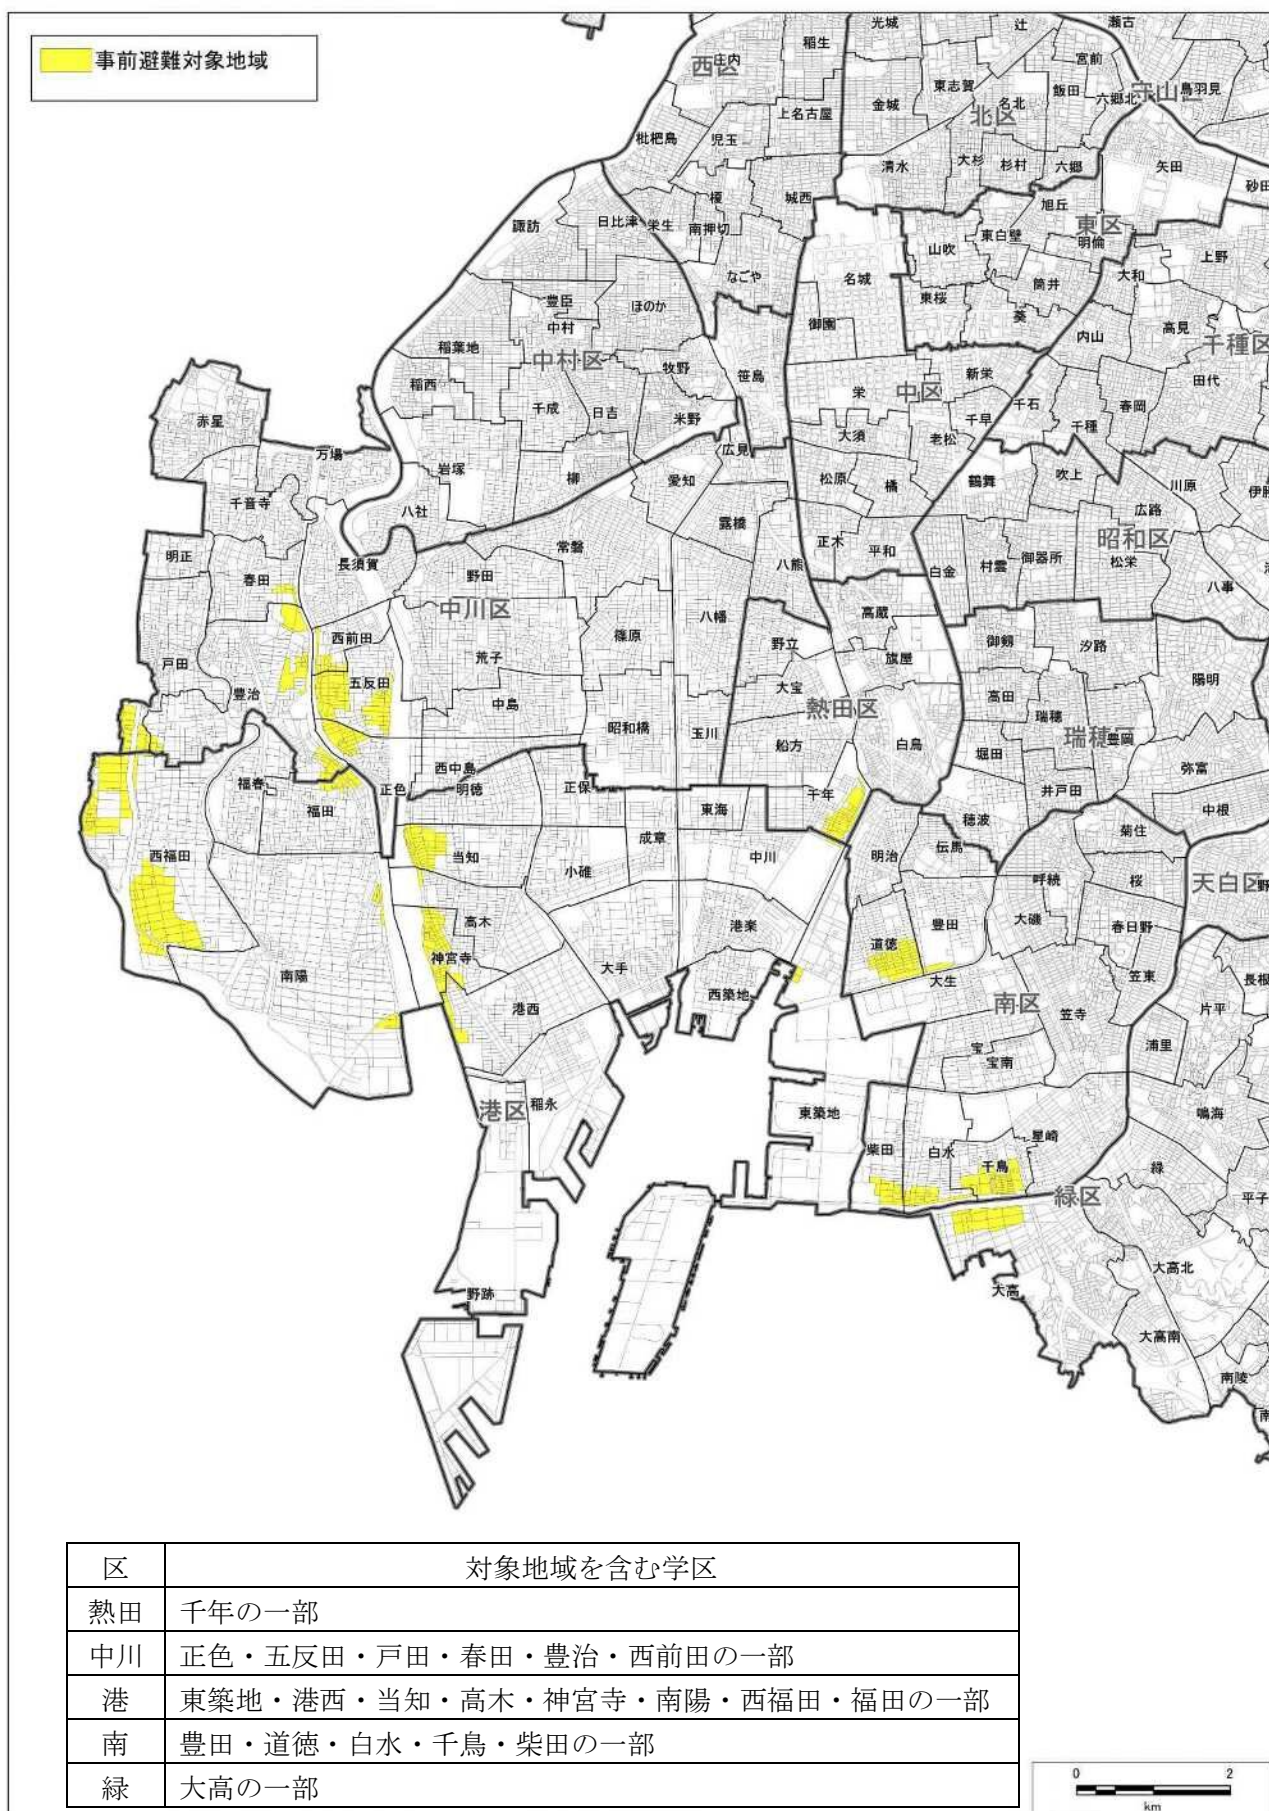 事前避難対象地域
光城
辻
瀬古
稲生
西区
庄内
宮前
東志賀
飯田
鳥羽見
守山区
六郷北
金城
名北
北区
上名古屋
枇杷島
児玉
清水
大杉
杉村
六郷
矢田
砂田
榎
城西
旭丘
諏訪
日比津
栄生
南押切
東区
東白壁
明倫
山吹
上野
なごや
名城
大和
筒井
豊臣
ほのか
東桜
葵
中村
御園
高見
内山
千種区
稲葉地
中村区
牧野
笹島
新栄
田代
稲西
栄
中区
千成
日吉
米野
千石
春岡
赤星
千早
千種
大須
老松
万場
広見
岩塚
柳
愛知
松原
橘
鶴舞
吹上
川原
伊勝
千音寺
八社
露橋
広路
正木
平和
昭和区
常磐
明正
長須賀
八熊
白金
村雲
御器所
松栄
春田
野田
八事
中川区
高蔵
八幡
西前田
篠原
野立
御剱
汐路
荒子
旗屋
戸田
五反田
大宝
陽明
豊治
中島
高田
熱田区
瑞穂
昭和橋
玉川
船方
白鳥
瑞穂区
豊岡
堀田
西中島
弥富
福春
正色
明徳
正保
千年
井戸田
福田
東海
穂波
中根
菊住
成章
明治
伝馬
西福田
当知
小碓
中川
呼続
桜
天白区
野
高木
港楽
豊田
大磯
春日野
道徳
神宮寺
大手
南陽
大生
笠東
長根
港西
西築地
南区
笠寺
片平
浦里
宝
宝南
港区
稲永
東築地
鳴海
星崎
柴田
白水
千鳥
緑
緑区
平子
大高北
野跡
大高
大高南
南陵
南
区 対象地域を含む学区
熱田 千年の一部
中川 正色・五反田・戸田・春田・豊治・西前田の一部
港 東築地・港西・当知・高木・神宮寺・南陽・西福田・福田の一部
南 豊田・道徳・白水・千鳥・柴田の一部
緑 大高の一部
0 2
km